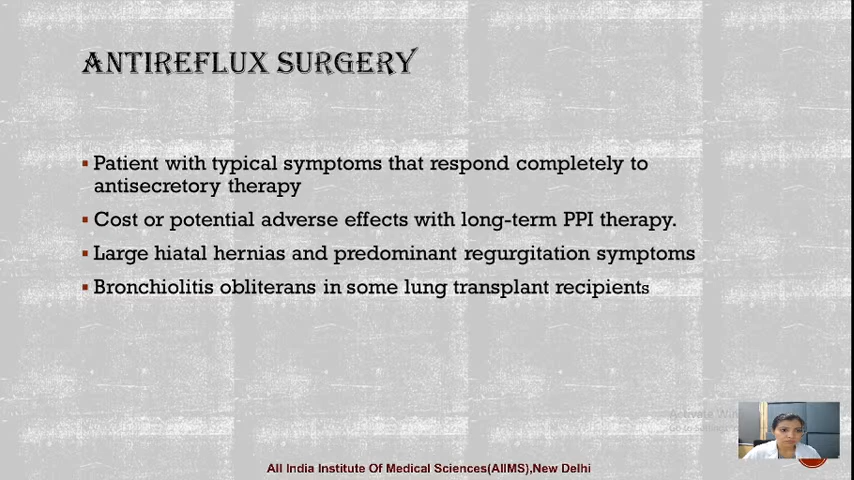 ANTIREFLUX SURGERY
▪ Patient with typical symptoms that respond completely to
antisecretory therapy
▪ Cost or potential adverse effects with long-term PPI therapy.
▪ Large hiatal hernias and predominant regurgitation symptoms
▪ Bronchiolitis obliterans in some lung transplant recipients
Activate
All India Institute Of Medical Sciences(AIIMS),New Delhi